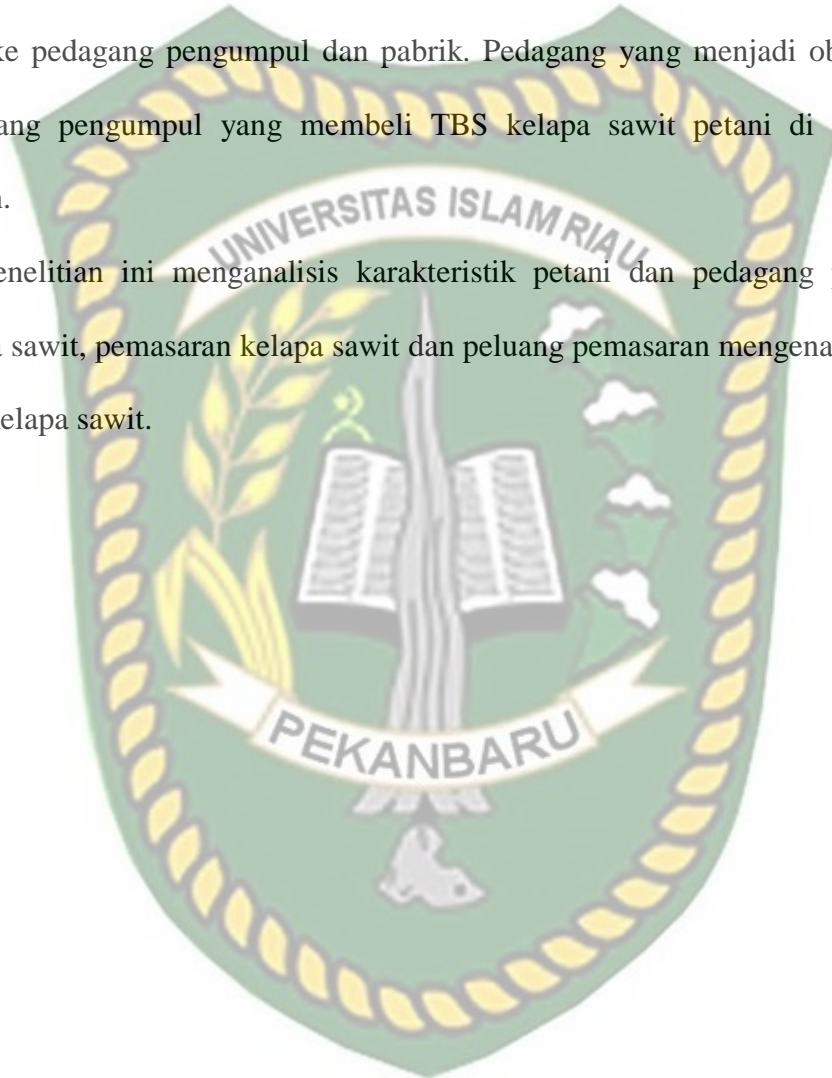 ke pedagang pengumpul dan pabrik. Pedagang yang menjadi ob
ang pengumpul yang membeli TBS kelapa sawit petani di
enelitian ini menganalisis karakteristik petani dan pedagang
sawit, pemasaran kelapa sawit dan peluang pemasaran mengena
elapa sawit.
UNIVERSITAS ISLAM RIAU
PEKANBARU